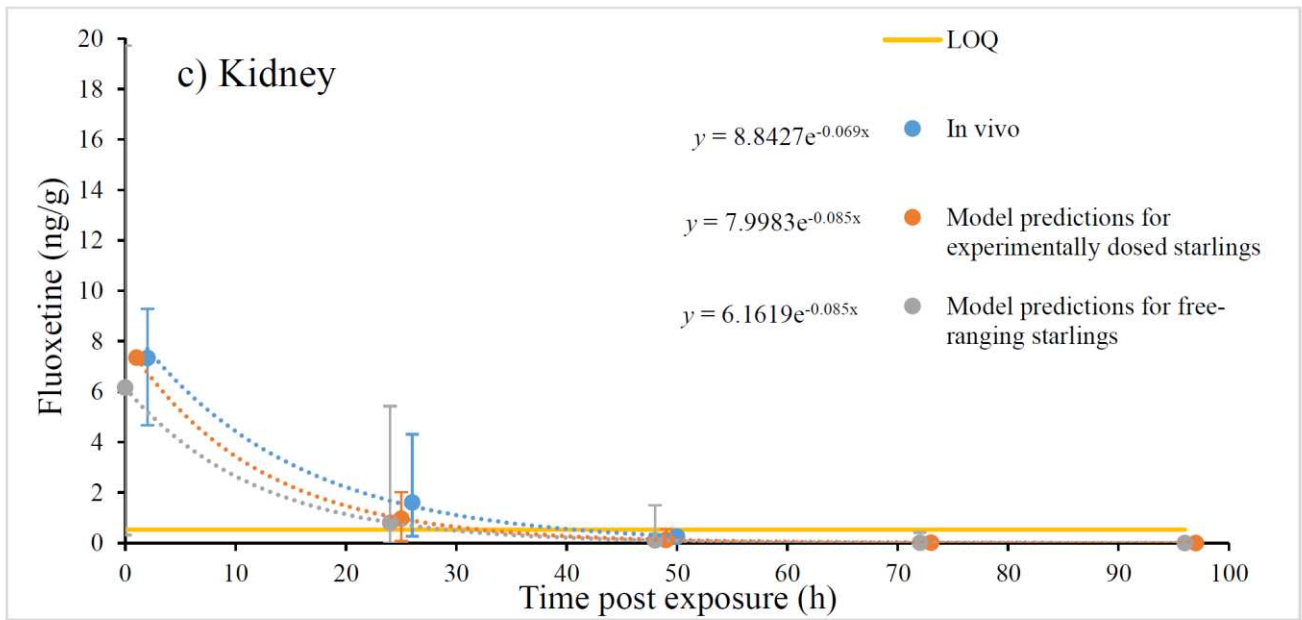 c) Kidney
Fluoxetine (ng/g)
20
18
16
14
12
10
8
6
4
2
0
0 10 20 30 40 50 60 70 80 90 100
Time post exposure (h)
LOQ
y = 8.8427e^-0.069x
In vivo
y = 7.9983e^-0.085x
Model predictions for
experimentally dosed starlings
y = 6.1619e^-0.085x
Model predictions for free-
ranging starlings